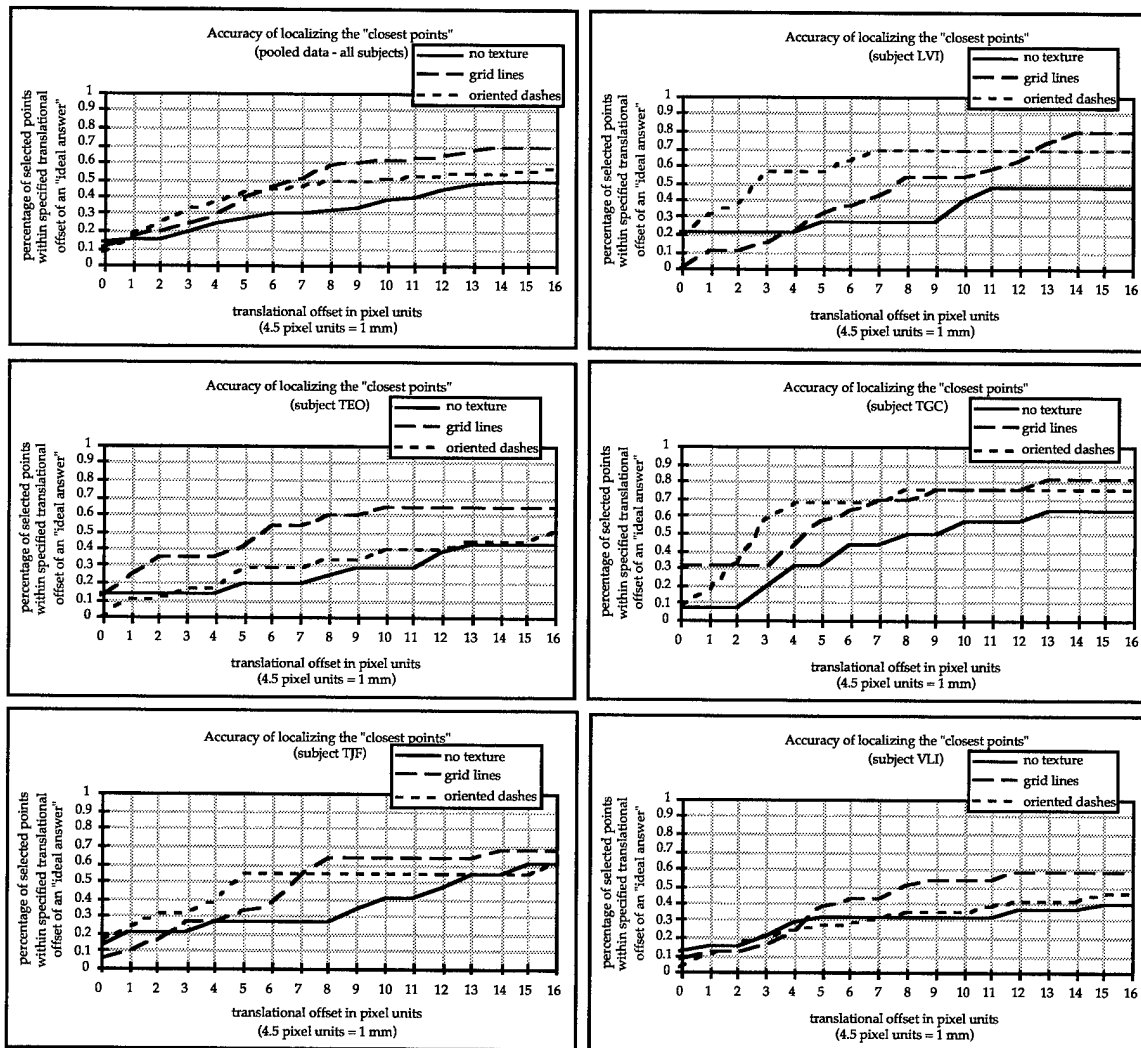 Accuracy of localizing the "closest points"
(pooled data - all subjects)
no texture
grid lines
oriented dashes
percentage of selected points
within specified translational
offset of an "ideal answer"
1
0.9
0.8
0.7
0.6
0.5
0.4
0.3
0.2
0.1
0
0 1 2 3 4 5 6 7 8 9 10 11 12 13 14 15 16
translational offset in pixel units
(4.5 pixel units = 1 mm)
Accuracy of localizing the "closest points"
(subject LVI)
no texture
grid lines
oriented dashes
percentage of selected points
within specified translational
offset of an "ideal answer"
1
0.9
0.8
0.7
0.6
0.5
0.4
0.3
0.2
0.1
0
0 1 2 3 4 5 6 7 8 9 10 11 12 13 14 15 16
translational offset in pixel units
(4.5 pixel units = 1 mm)
Accuracy of localizing the "closest points"
(subject TEO)
no texture
grid lines
oriented dashes
percentage of selected points
within specified translational
offset of an "ideal answer"
1
0.9
0.8
0.7
0.6
0.5
0.4
0.3
0.2
0.1
0
0 1 2 3 4 5 6 7 8 9 10 11 12 13 14 15 16
translational offset in pixel units
(4.5 pixel units = 1 mm)
Accuracy of localizing the "closest points"
(subject TGC)
no texture
grid lines
oriented dashes
percentage of selected points
within specified translational
offset of an "ideal answer"
1
0.9
0.8
0.7
0.6
0.5
0.4
0.3
0.2
0.1
0
0 1 2 3 4 5 6 7 8 9 10 11 12 13 14 15 16
translational offset in pixel units
(4.5 pixel units = 1 mm)
Accuracy of localizing the "closest points"
(subject TJF)
no texture
grid lines
oriented dashes
percentage of selected points
within specified translational
offset of an "ideal answer"
1
0.9
0.8
0.7
0.6
0.5
0.4
0.3
0.2
0.1
0
0 1 2 3 4 5 6 7 8 9 10 11 12 13 14 15 16
translational offset in pixel units
(4.5 pixel units = 1 mm)
Accuracy of localizing the "closest points"
(subject VLI)
no texture
grid lines
oriented dashes
percentage of selected points
within specified translational
offset of an "ideal answer"
1
0.9
0.8
0.7
0.6
0.5
0.4
0.3
0.2
0.1
0
0 1 2 3 4 5 6 7 8 9 10 11 12 13 14 15 16
translational offset in pixel units
(4.5 pixel units = 1 mm)